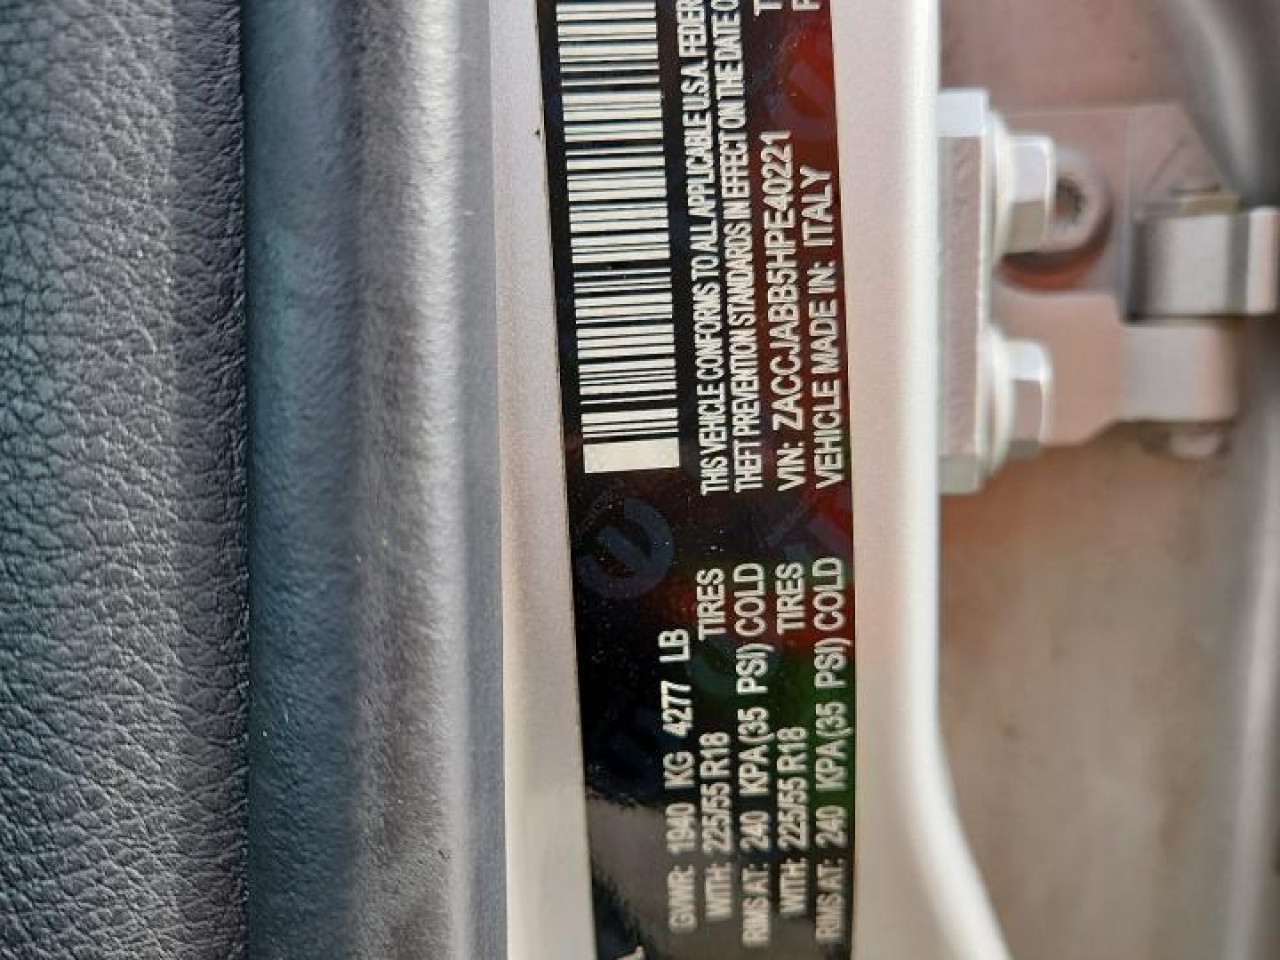 GVWR: 1940 KG 4277 LB
WITH: 225/55 R18 TIRES
RIMS AT: 240 KPA(35 PSI) COLD
WITH: 225/55 R18 TIRES
RIMS AT: 240 KPA(35 PSI) COLD
THIS VEHICLE CONFORMS TO ALL APPLICABLE U.S.A. FEDER
THEFT PREVENTION STANDARDS IN EFFECT ON THE DATE O
VIN: ZACCJABB5HPE40221 T
VEHICLE MADE IN: ITALY